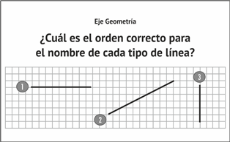 Eje Geometría
¿Cuál es el orden correcto para
el nombre de cada tipo de línea?
1
3
2